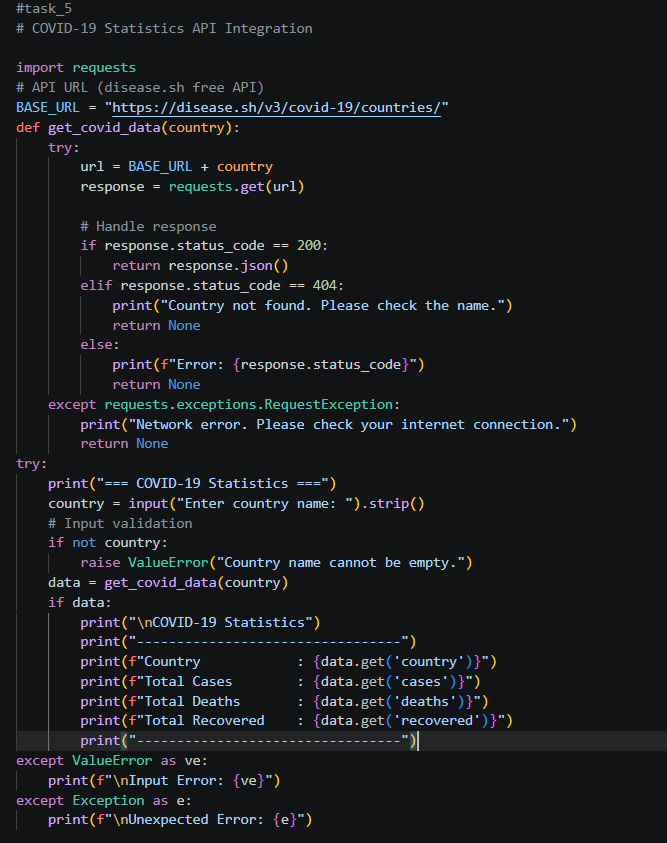 #task_5
# COVID-19 Statistics API Integration

import requests
# API URL (disease.sh free API)
BASE_URL = "https://disease.sh/v3/covid-19/countries/"
def get_covid_data(country):
    try:
        url = BASE_URL + country
        response = requests.get(url)

        # Handle response
        if response.status_code == 200:
            return response.json()
        elif response.status_code == 404:
            print("Country not found. Please check the name.")
            return None
        else:
            print(f"Error: {response.status_code}")
            return None
    except requests.exceptions.RequestException:
        print("Network error. Please check your internet connection.")
        return None
try:
    print("=== COVID-19 Statistics ===")
    country = input("Enter country name: ").strip()
    # Input validation
    if not country:
        raise ValueError("Country name cannot be empty.")
    data = get_covid_data(country)
    if data:
        print("\nCOVID-19 Statistics")
        print("---------------------------------")
        print(f"Country            : {data.get('country')}")
        print(f"Total Cases        : {data.get('cases')}")
        print(f"Total Deaths       : {data.get('deaths')}")
        print(f"Total Recovered    : {data.get('recovered')}")
        print("---------------------------------")
except ValueError as ve:
    print(f"\nInput Error: {ve}")
except Exception as e:
    print(f"\nUnexpected Error: {e}")